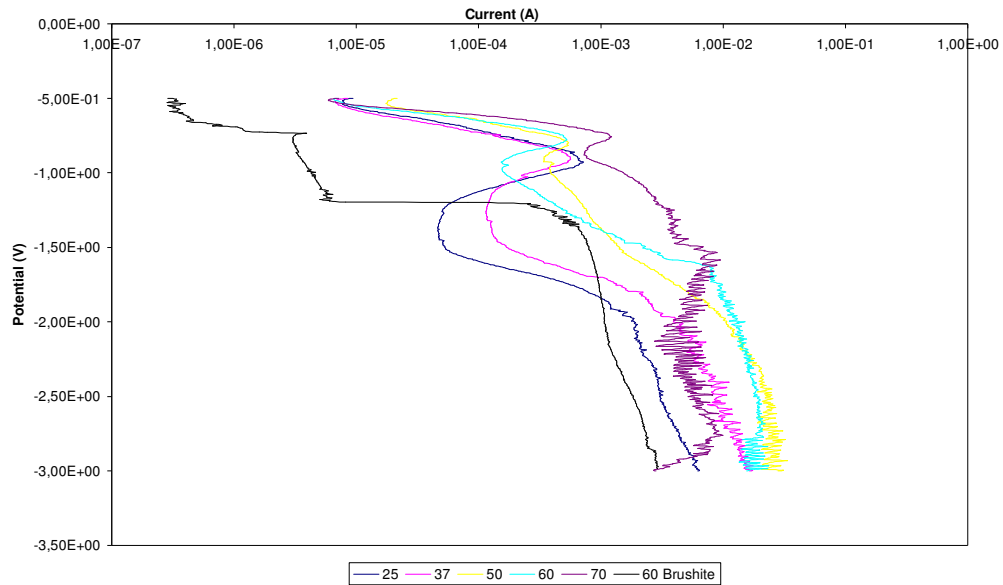 Current (A)
0,00E+00
1,00E-07 1,00E-06 1,00E-05 1,00E-04 1,00E-03 1,00E-02 1,00E-01 1,00E+00
-5,00E-01
-1,00E+00
-1,50E+00
-2,00E+00
-2,50E+00
-3,00E+00
-3,50E+00
Potential (V)
25 37 50 60 70 60 Brushite